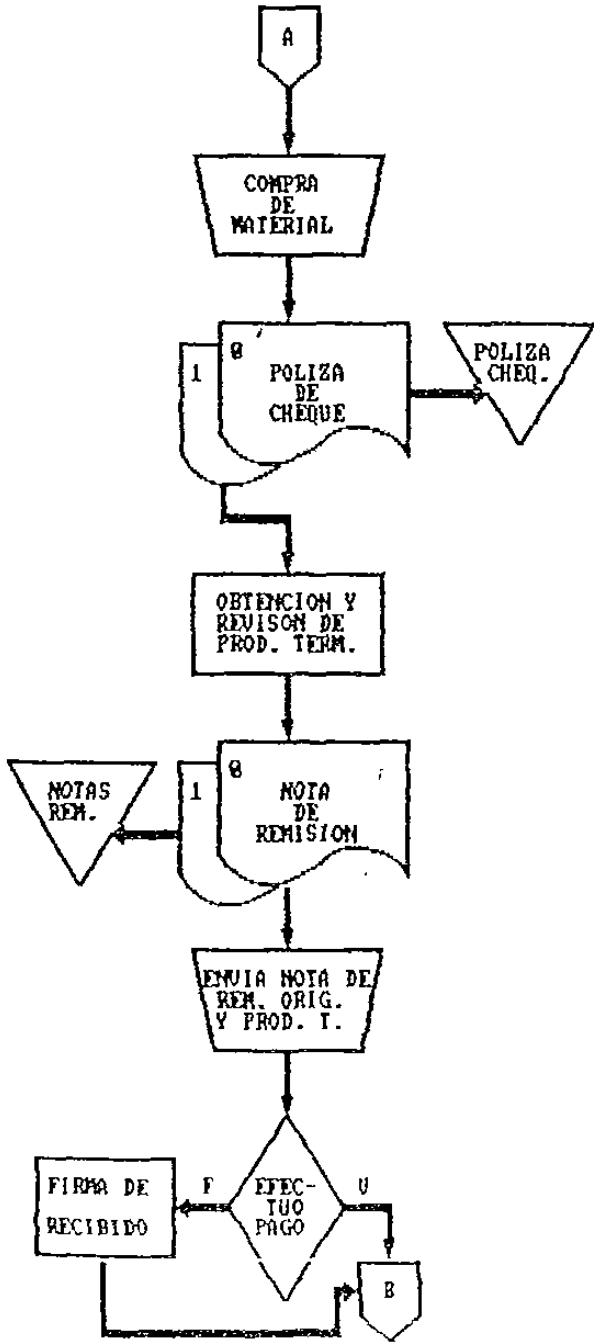 A
COMPRA
DE
MATERIAL
0
1
POLIZA
DE
CHEQUE
POLIZA
CHEQ.
OBTENCION Y
REVISON DE
PROD. TERM.
0
1
NOTA
DE
REMISION
NOTAS
REM.
ENVIA NOTA DE
REM. ORIG.
Y PROD. T.
EFEC-
TUO
PAGO
F
V
FIRMA DE
RECIBIDO
B